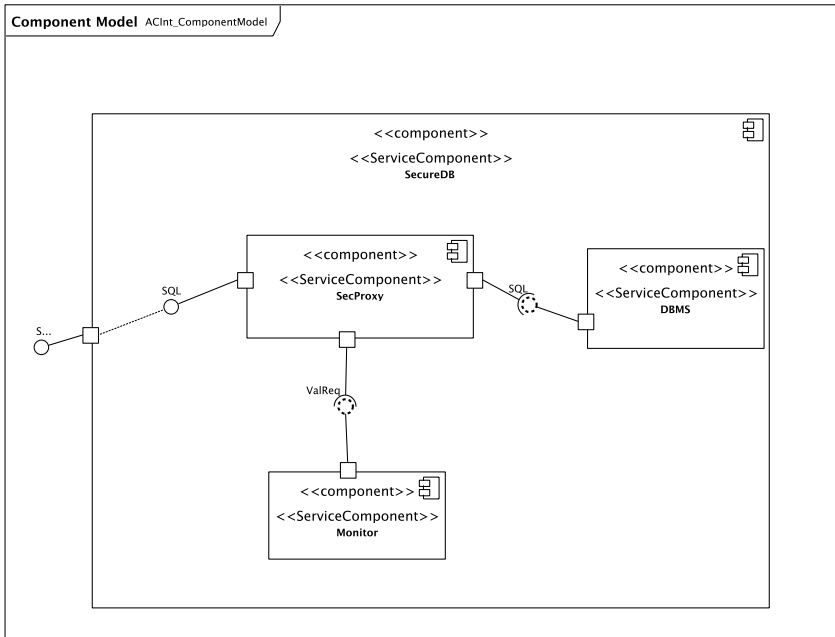 Component Model ACInt_ComponentModel
<<component>>
<<ServiceComponent>>
SecureDB
<<component>>
<<ServiceComponent>>
SecProxy
<<component>>
<<ServiceComponent>>
DBMS
SQL
SQL
S...
ValReq
<<component>>
<<ServiceComponent>>
Monitor